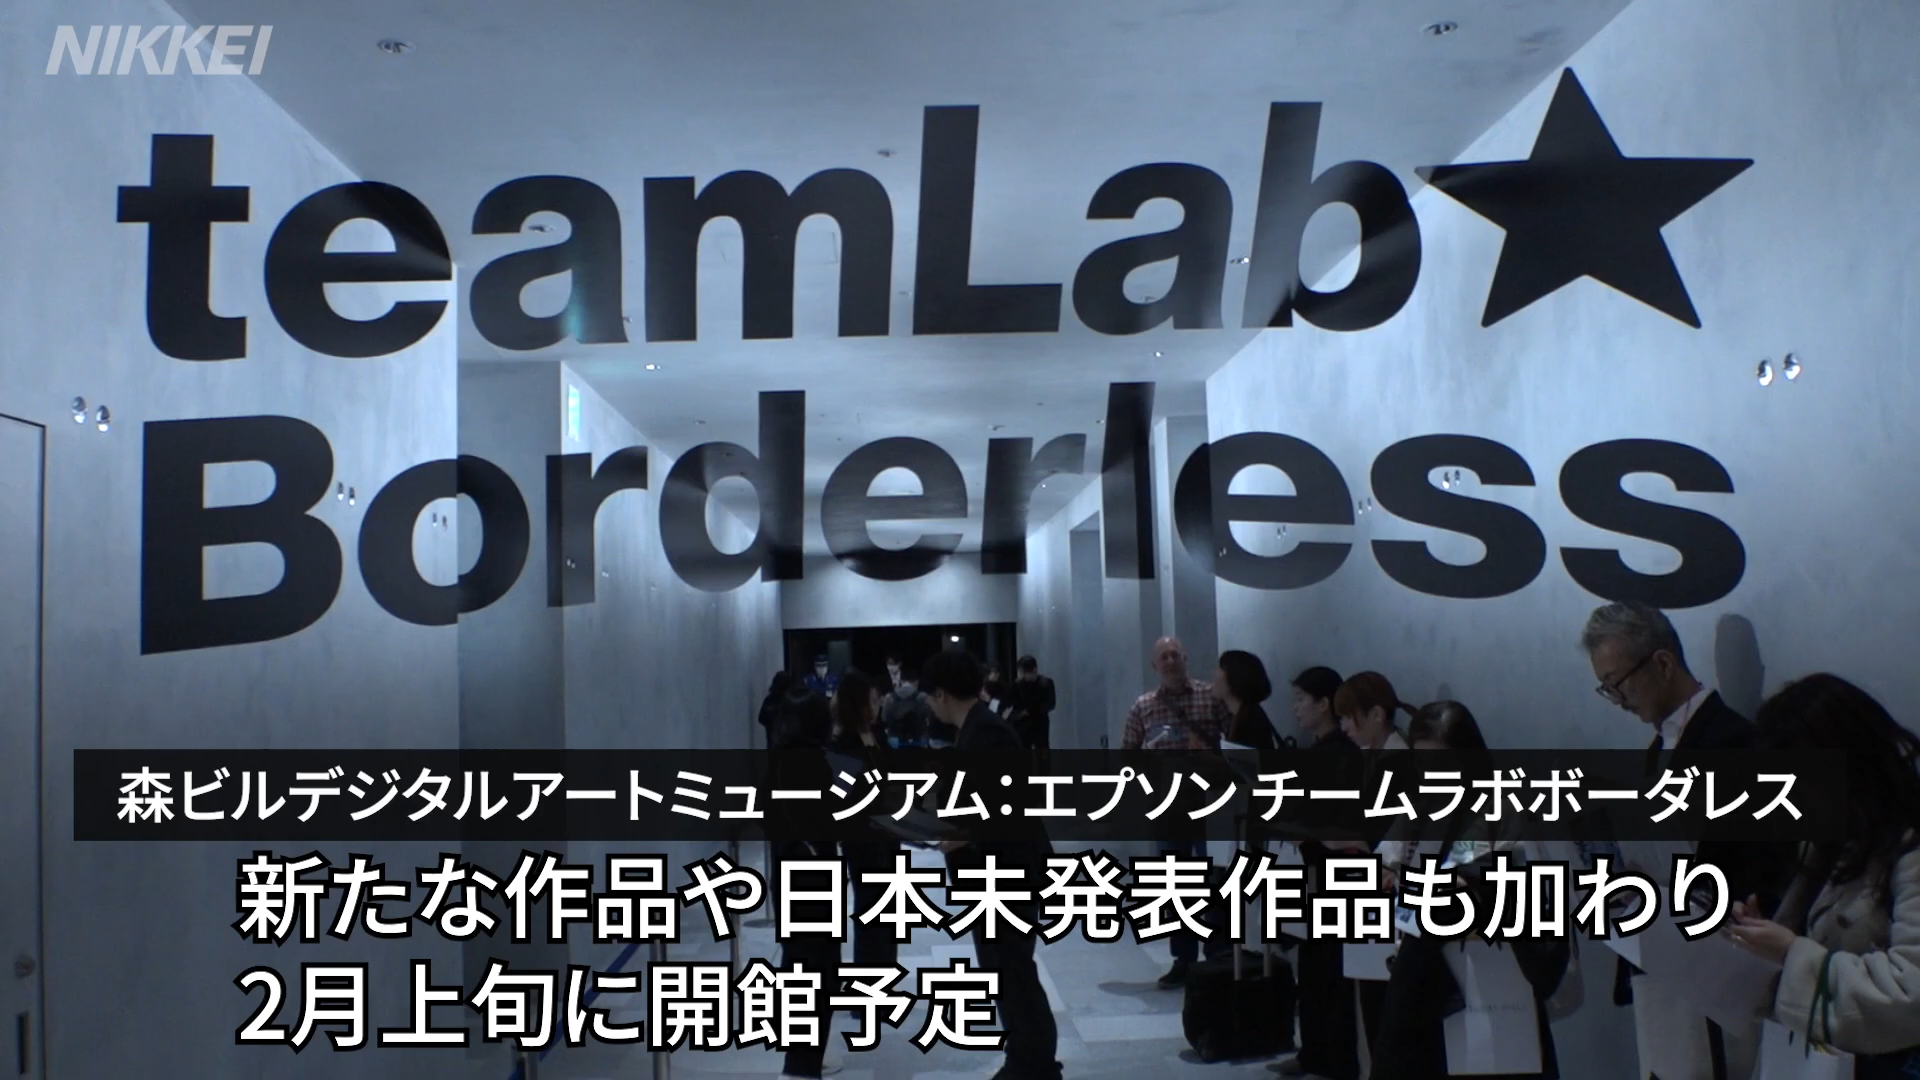 NIKKEI
teamLab★
Borderless
森ビルデジタルアートミュージアム：エプソン チームラボボーダレス
新たな作品や日本未発表作品も加わり
2月上旬に開館予定